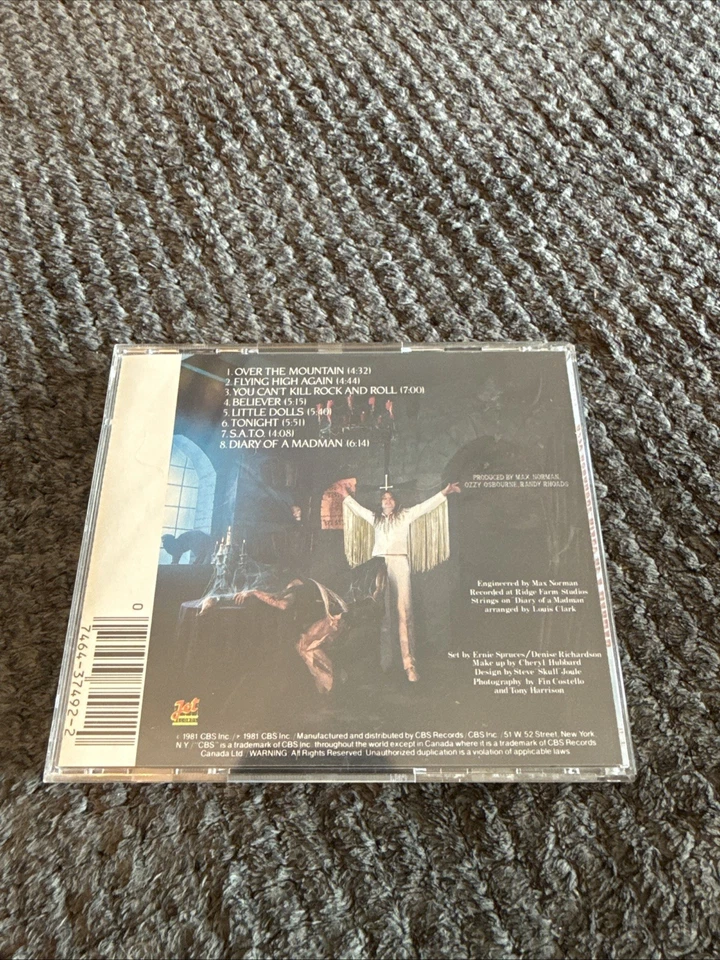 1. OVER THE MOUNTAIN (4:32)
2. FLYING HIGH AGAIN (4:44)
3. YOU CAN'T KILL ROCK AND ROLL (7:00)
4. BELIEVER (5:15)
5. LITTLE DOLLS (5:40)
6. TONIGHT (5:51)
7. S.A.T.O. (4:08)
8. DIARY OF A MADMAN (6:14)
PRODUCED BY MAX NORMAN,
OZZY OSBOURNE, RANDY RHOADS
Engineered by Max Norman
Recorded at Ridge Farm Studios
Strings on 'Diary of a Madman'
arranged by Louis Clark
Set by Ernie Spruces/Denise Richardson
Make up by Cheryl Hubbard
Design by Steve 'Skull' Joule
Photography by Fin Costello
and Tony Harrison
0
7464-37492-2
Jet
RECORDS
© 1981 CBS Inc./ 1981 CBS Inc./Manufactured and distributed by CBS Records/CBS Inc./51 W. 52 Street, New York
N.Y./"CBS" is a trademark of CBS Inc. throughout the world except in Canada where it is a trademark of CBS Records
Canada Ltd./WARNING: All Rights Reserved. Unauthorized duplication is a violation of applicable laws.